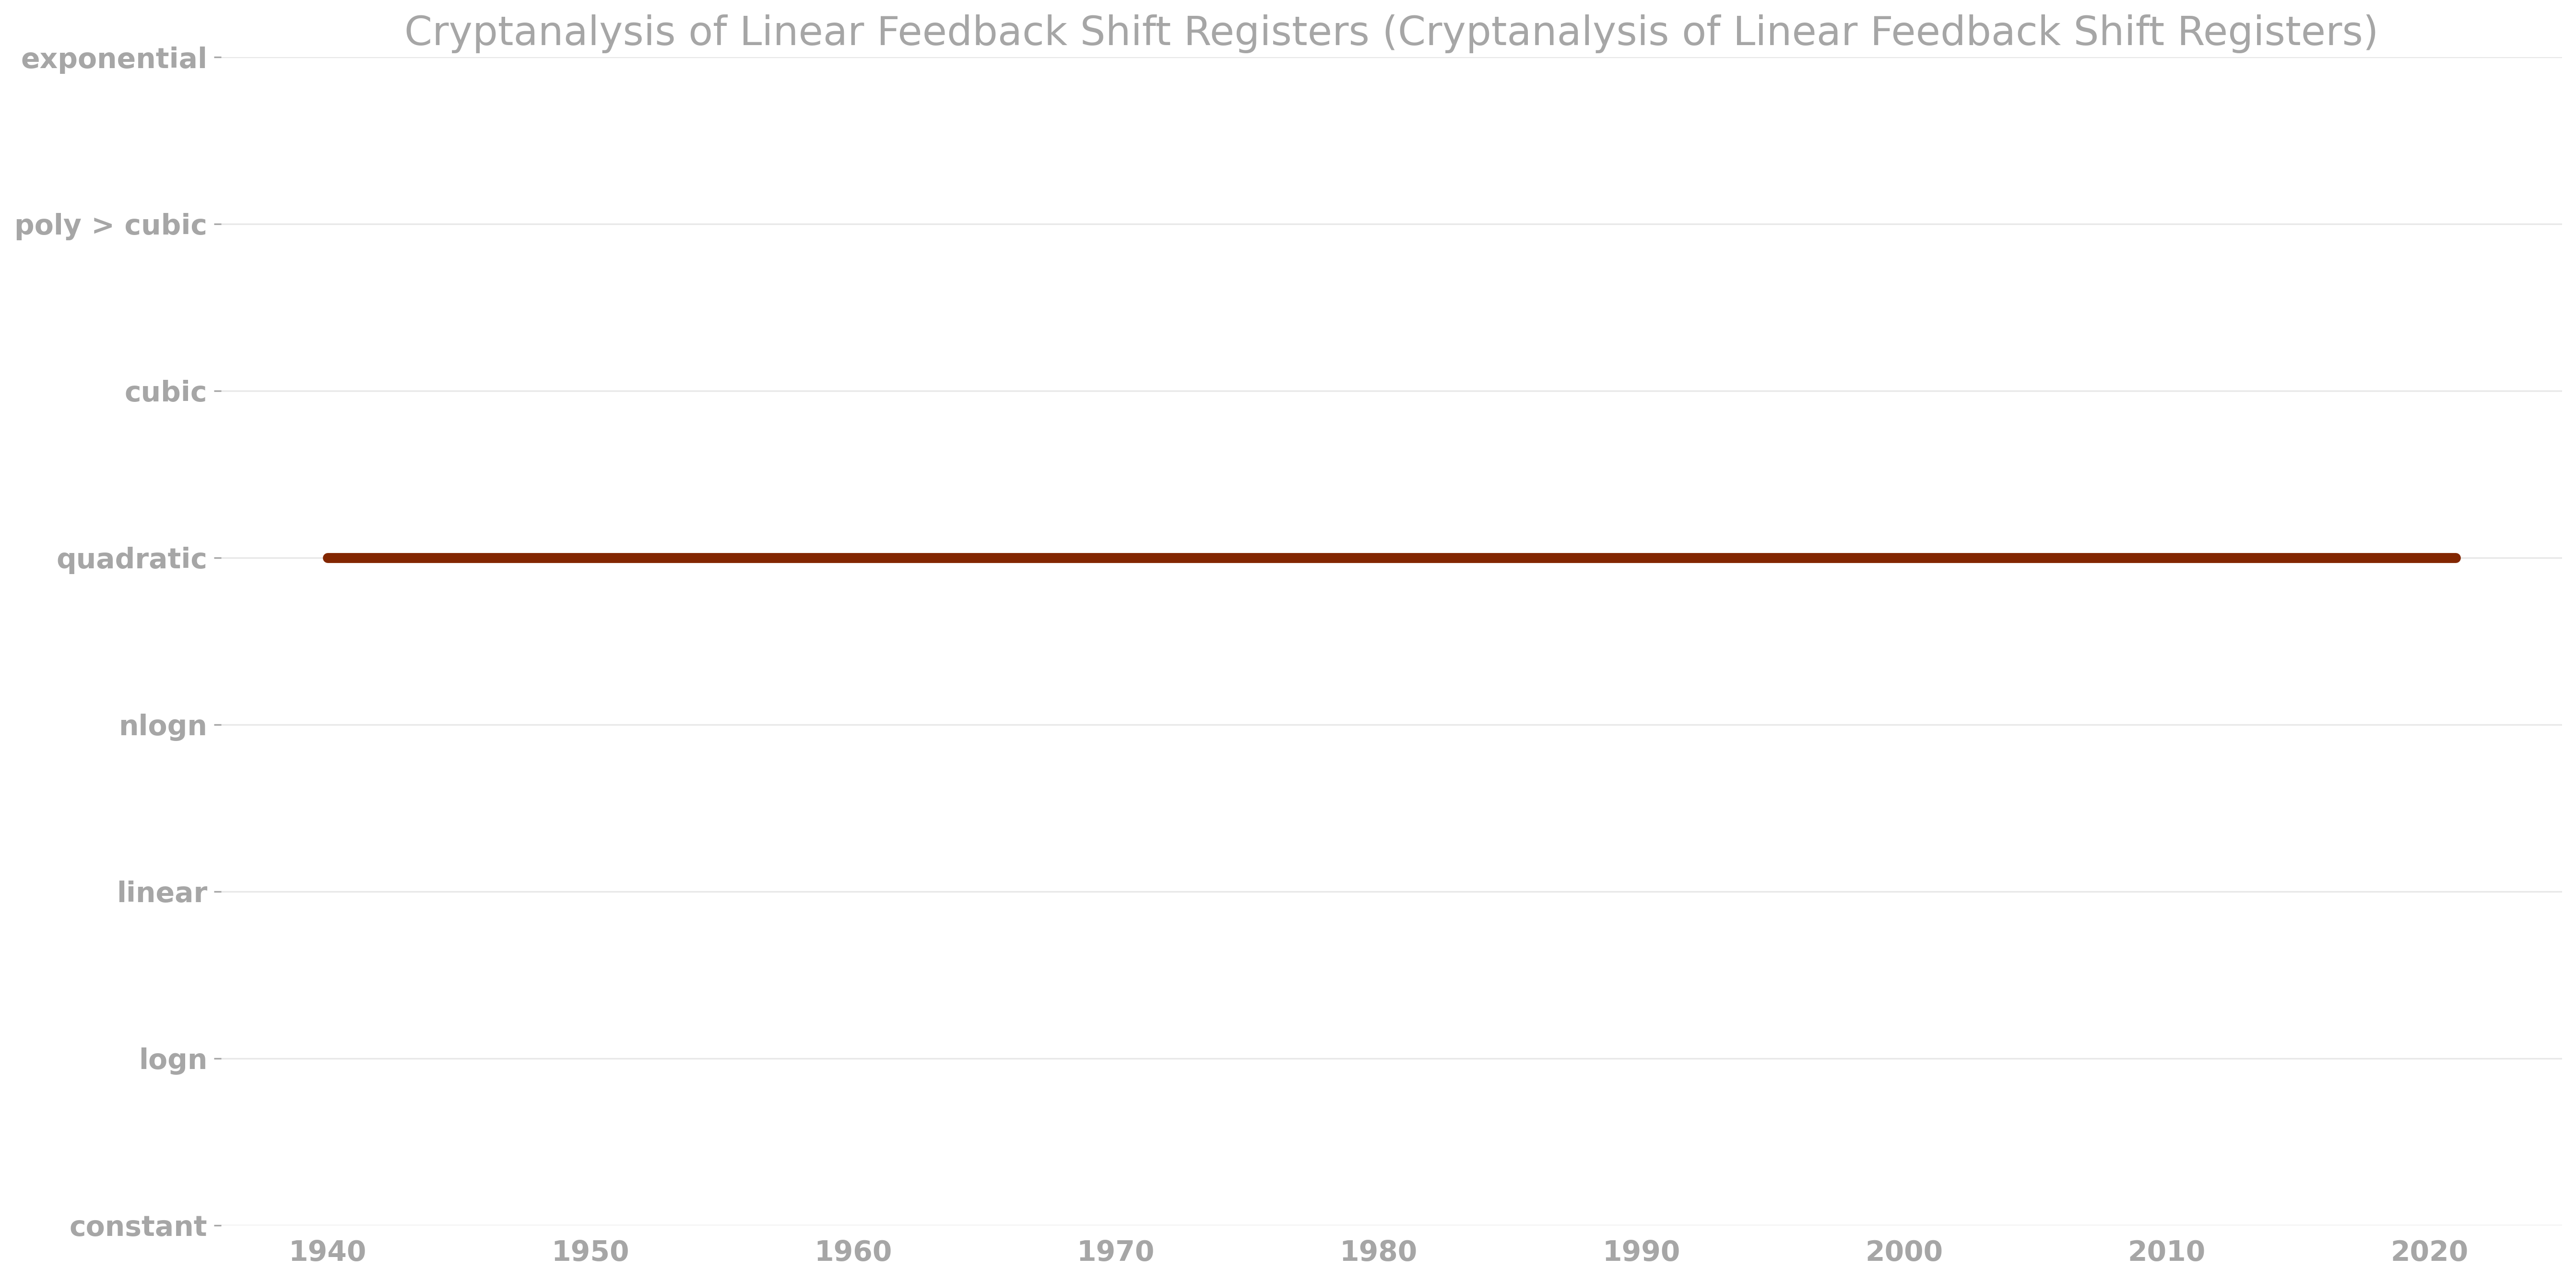 Cryptanalysis of Linear Feedback Shift Registers (Cryptanalysis of Linear Feedback Shift Registers)
exponential
poly > cubic
cubic
quadratic
nlogn
linear
logn
constant
1940 1950 1960 1970 1980 1990 2000 2010 2020